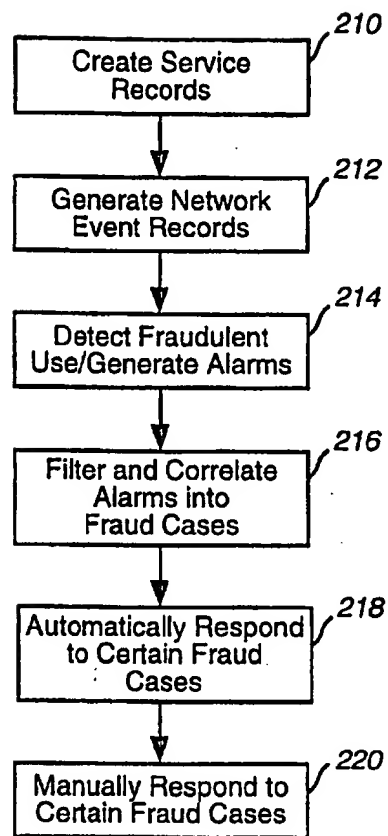 210
Create Service
Records
212
Generate Network
Event Records
214
Detect Fraudulent
Use/Generate Alarms
216
Filter and Correlate
Alarms into
Fraud Cases
218
Automatically Respond
to Certain Fraud
Cases
220
Manually Respond to
Certain Fraud Cases